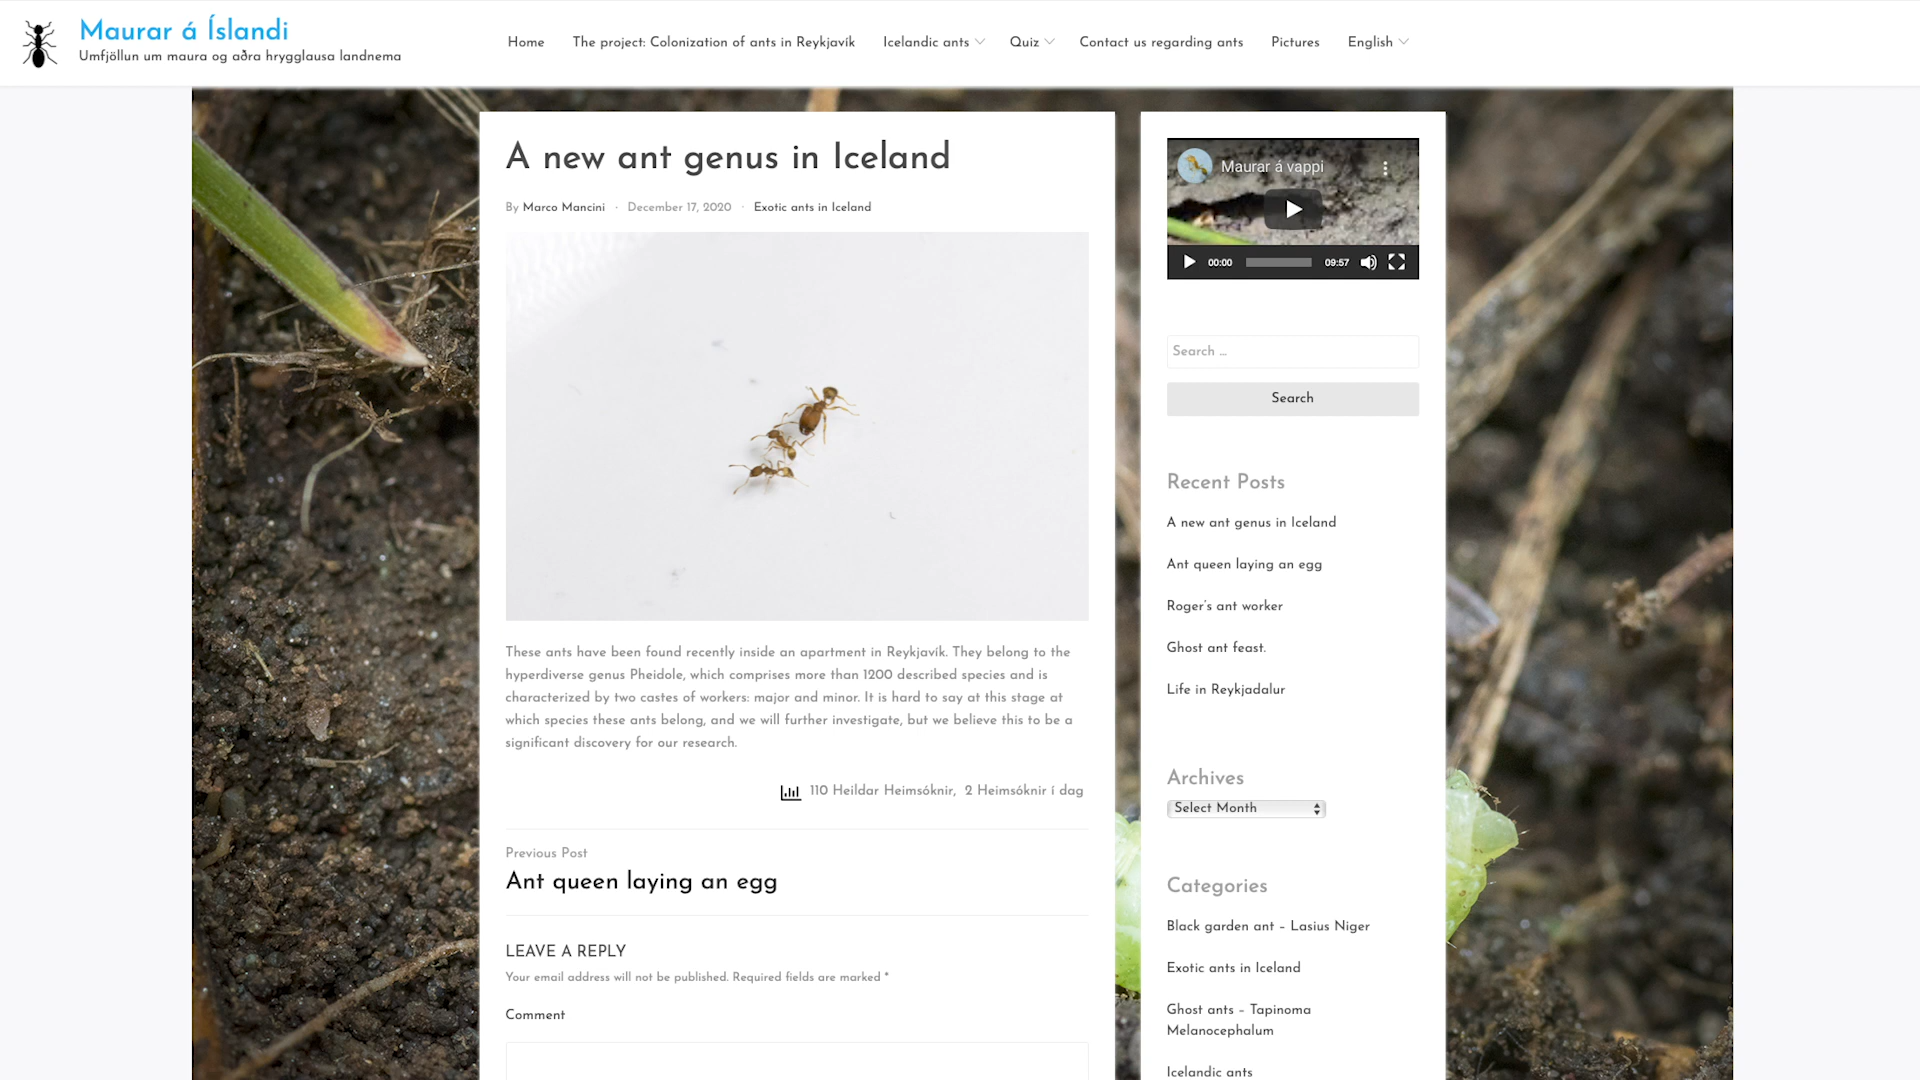 Maurar á Íslandi
Umfjöllun um maura og aðra hrygglausa landnema
Home
The project: Colonization of ants in Reykjavík
Icelandic ants
Quiz
Contact us regarding ants
Pictures
English
A new ant genus in Iceland
By Marco Mancini · December 17, 2020 · Exotic ants in Iceland
These ants have been found recently inside an apartment in Reykjavík. They belong to the
hyperdiverse genus Pheidole, which comprises more than 1200 described species and is
characterized by two castes of workers: major and minor. It is hard to say at this stage at
which species these ants belong, and we will further investigate, but we believe this to be a
significant discovery for our research.
110 Heildar Heimsóknir, 2 Heimsóknir í dag
Previous Post
Ant queen laying an egg
LEAVE A REPLY
Your email address will not be published. Required fields are marked *
Comment
Maurar á vappi
00:00
09:57
Search …
Search
Recent Posts
A new ant genus in Iceland
Ant queen laying an egg
Roger's ant worker
Ghost ant feast.
Life in Reykjadalur
Archives
Select Month
Categories
Black garden ant – Lasius Niger
Exotic ants in Iceland
Ghost ants – Tapinoma
Melanocephalum
Icelandic ants